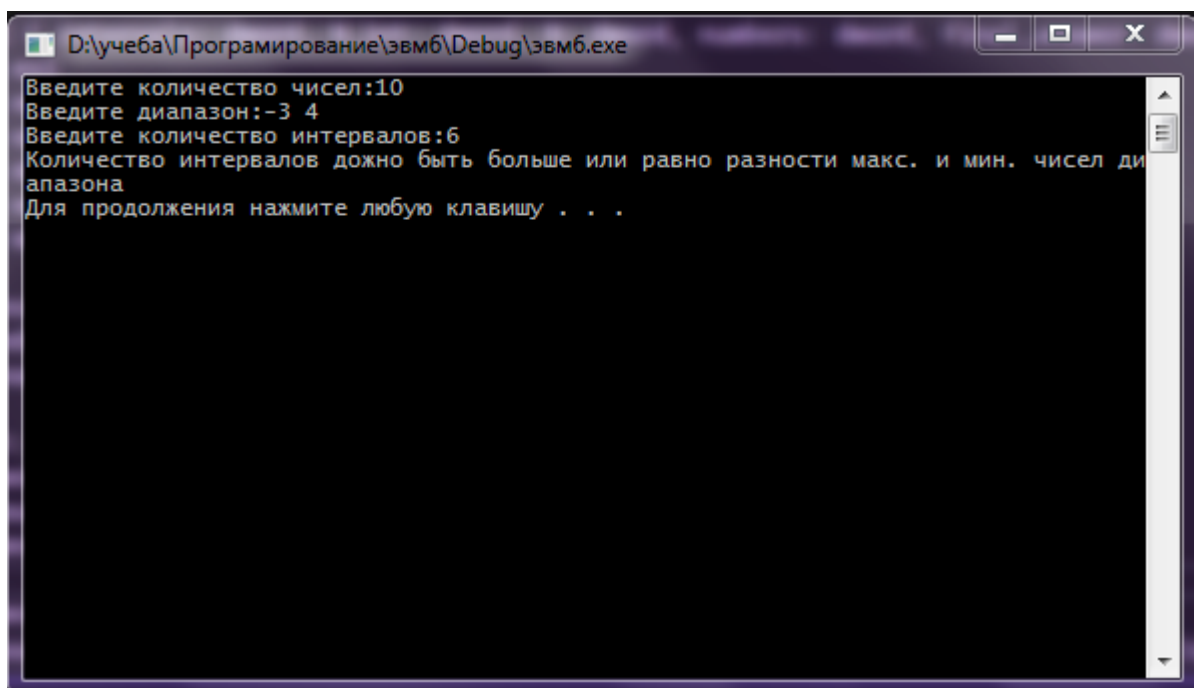 D:\учеба\Програмирование\эвм6\Debug\эвм6.exe
Введите количество чисел:10
Введите диапазон:-3 4
Введите количество интервалов:6
Количество интервалов дожно быть больше или равно разности макс. и мин. чисел ди
апазона
Для продолжения нажмите любую клавишу . . .